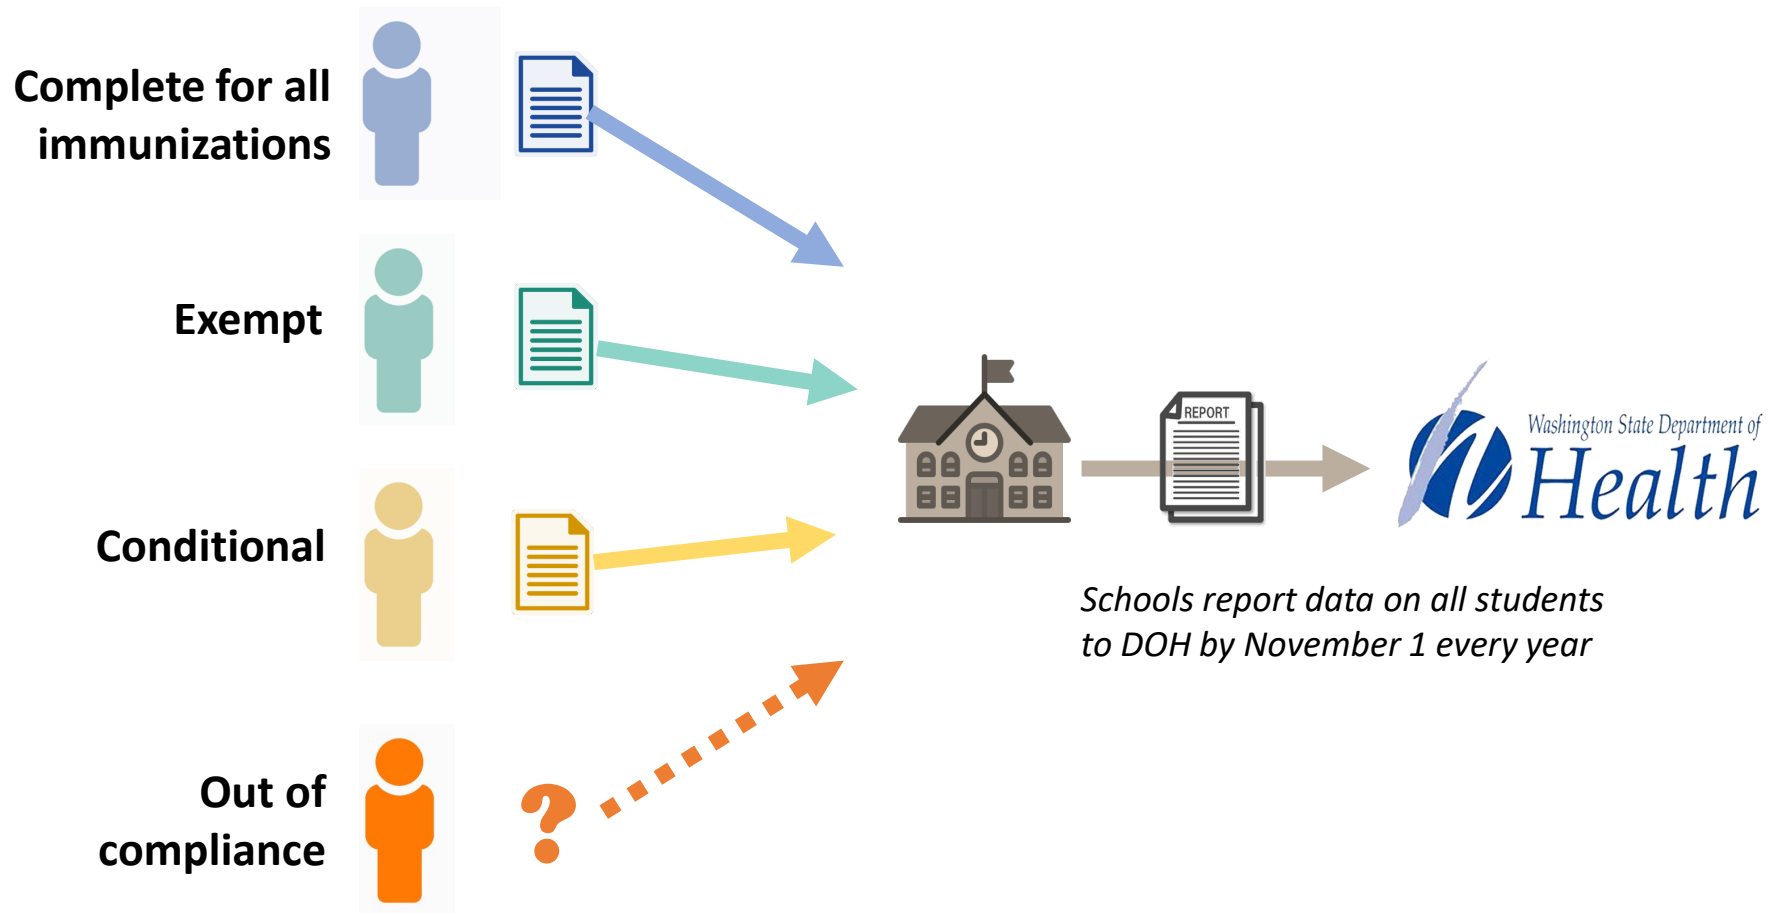 Complete for all
immunizations
Exempt
Conditional
Out of
compliance
?
REPORT
Washington State Department of
Health
Schools report data on all students
to DOH by November 1 every year